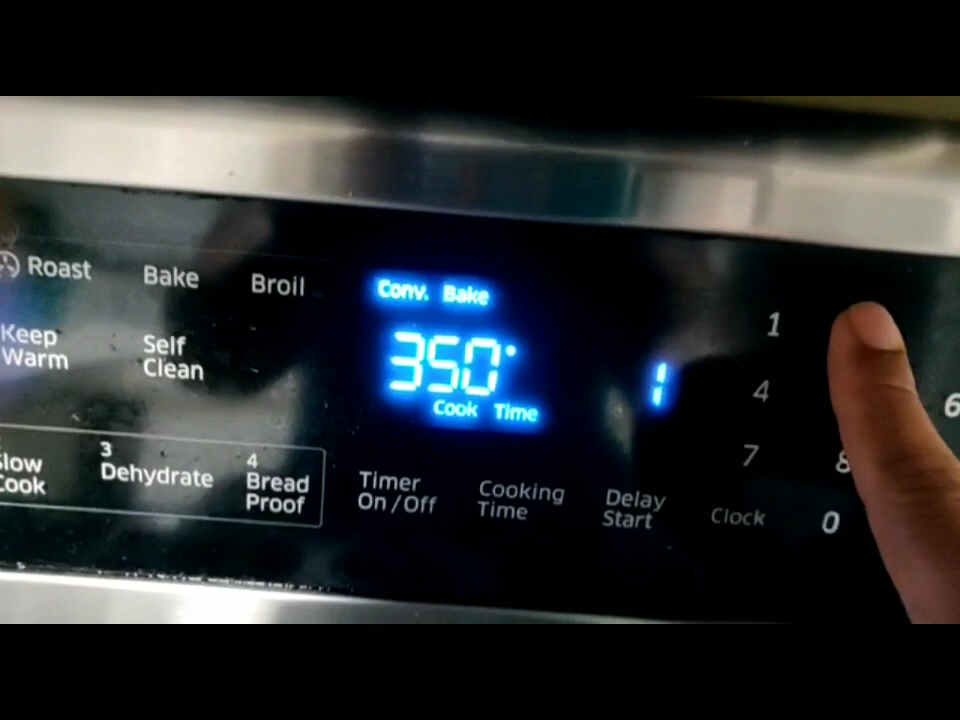 Roast
Bake
Broil
Conv. Bake
1
Keep
Warm
Self
Clean
350°
Cook Time
1
4
6
3
Dehydrate
4
Bread
Proof
Timer
On/Off
Cooking
Time
Delay
Start
7
8
Slow
Cook
Clock
0